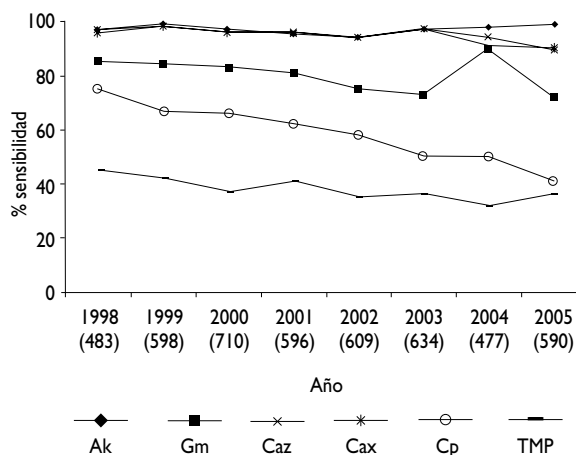 100
80
60
40
20
0
% sensibilidad
1998 1999 2000 2001 2002 2003 2004 2005
(483) (598) (710) (596) (609) (634) (477) (590)
Año
Ak Gm Caz Cax Cp TMP